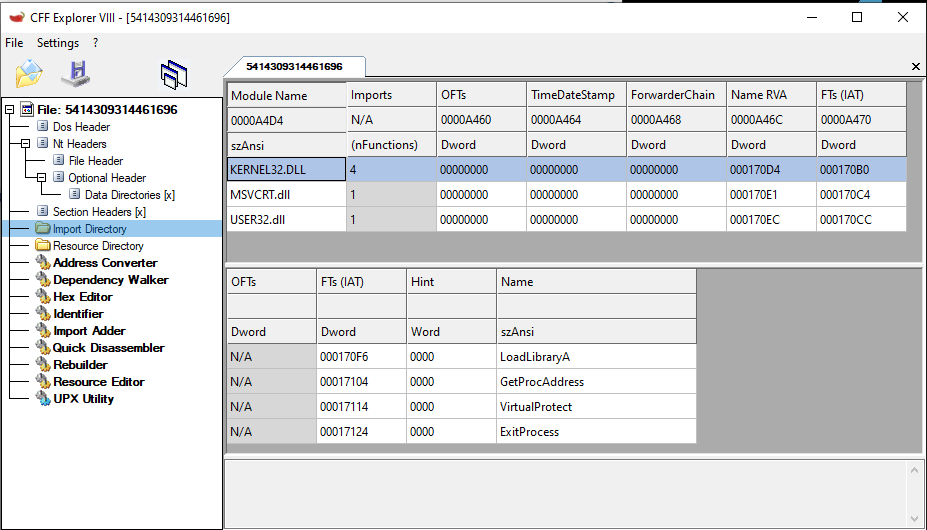 CFF Explorer VIII - [5414309314461696]
File Settings ?
5414309314461696
File: 5414309314461696
Dos Header
Nt Headers
File Header
Optional Header
Data Directories [x]
Section Headers [x]
Import Directory
Resource Directory
Address Converter
Dependency Walker
Hex Editor
Identifier
Import Adder
Quick Disassembler
Rebuilder
Resource Editor
UPX Utility
Module Name Imports OFTs TimeDateStamp ForwarderChain Name RVA FTs (IAT)
0000A4D4 N/A 0000A460 0000A464 0000A468 0000A46C 0000A470
szAnsi (nFunctions) Dword Dword Dword Dword Dword
KERNEL32.DLL 4 00000000 00000000 00000000 000170D4 000170B0
MSVCRT.dll 1 00000000 00000000 00000000 000170E1 000170C4
USER32.dll 1 00000000 00000000 00000000 000170EC 000170CC
OFTs FTs (IAT) Hint Name
Dword Dword Word szAnsi
N/A 000170F6 0000 LoadLibraryA
N/A 00017104 0000 GetProcAddress
N/A 00017114 0000 VirtualProtect
N/A 00017124 0000 ExitProcess